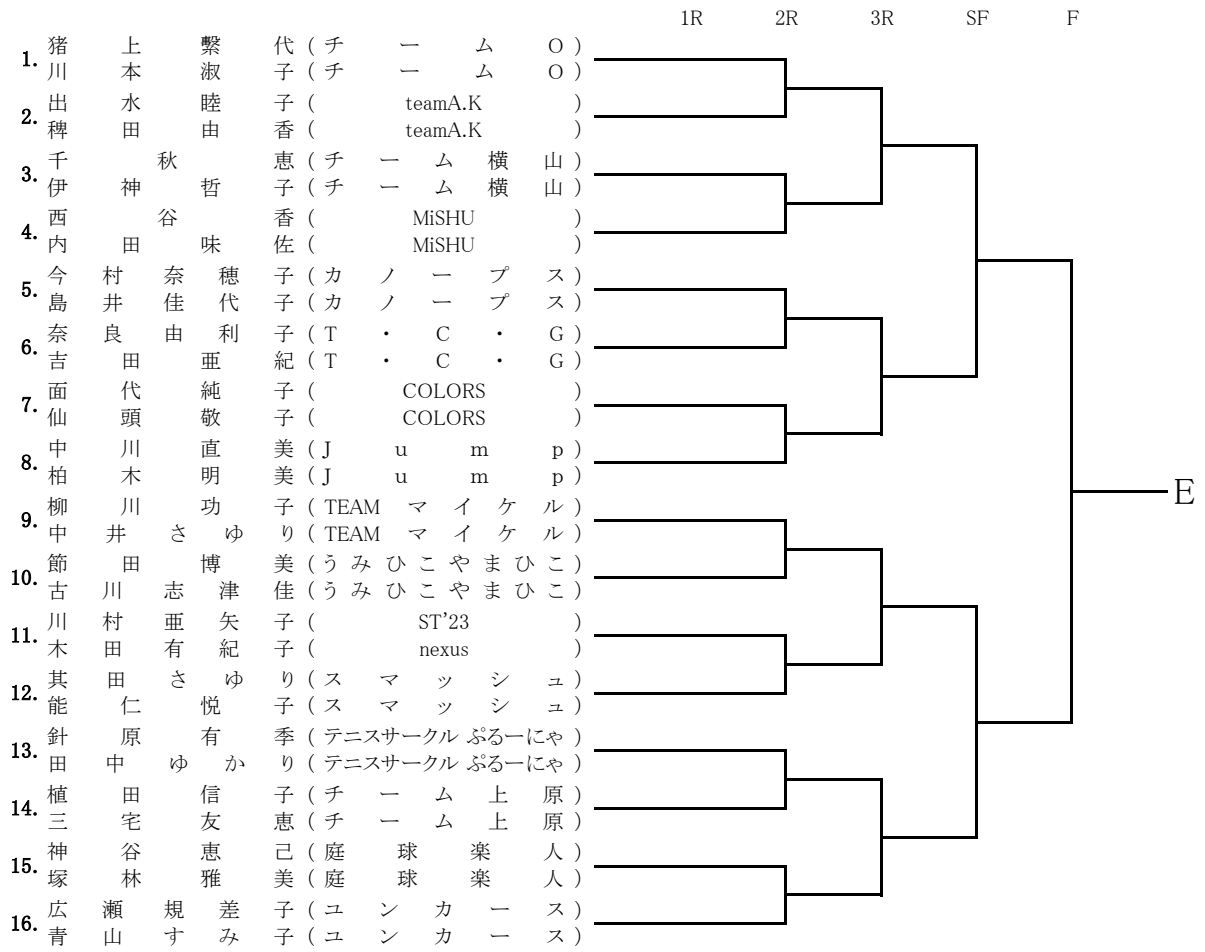 1R 2R 3R SF F
1.
猪上繫代(チームO)
川本淑子(チームO)
2.
出水睦子(teamA.K)
稗田由香(teamA.K)
3.
千秋恵(チーム横山)
伊神哲子(チーム横山)
4.
西谷香(MiSHU)
内田味佐(MiSHU)
5.
今村奈穂子(カノープス)
島井佳代子(カノープス)
6.
奈良由利子(T・C・G)
吉田亜紀(T・C・G)
7.
面代純子(COLORS)
仙頭敬子(COLORS)
8.
中川直美(Jump)
柏木明美(Jump)
9.
柳川功子(TEAMマイケル)
中井さゆり(TEAMマイケル)
E
10.
節田博美(うみひこやまひこ)
古川志津佳(うみひこやまひこ)
11.
川村亜矢子(ST'23)
木田有紀子(nexus)
12.
其田さゆり(スマッシュ)
能仁悦子(スマッシュ)
13.
針原有季(テニスサークル ぷるーにゃ)
田中ゆかり(テニスサークル ぷるーにゃ)
14.
植田信子(チーム上原)
三宅友恵(チーム上原)
15.
神谷恵己(庭球楽人)
塚林雅美(庭球楽人)
16.
広瀬規差子(ユンカース)
青山すみ子(ユンカース)